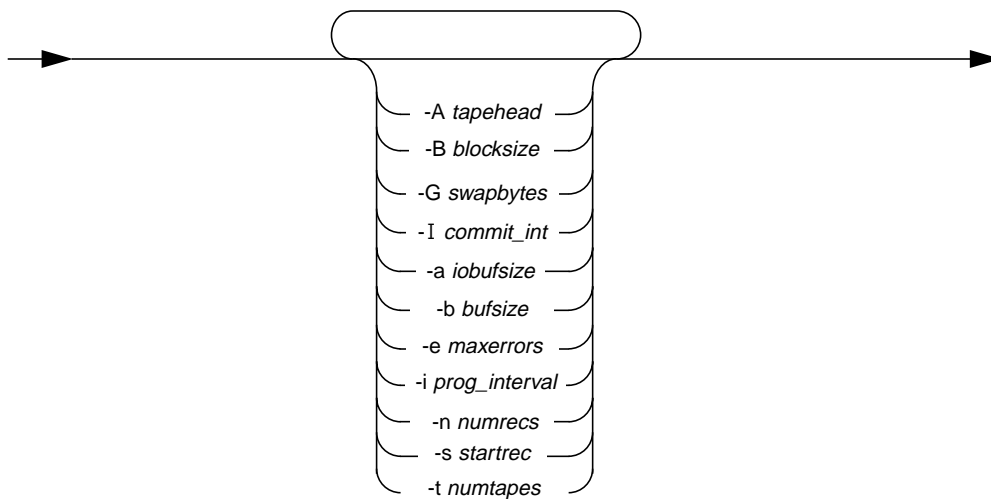 -A tapehead
-B blocksize
-G swapbytes
-I commit_int
-a iobufsize
-b bufsize
-e maxerrors
-i prog_interval
-n numrecs
-s startrec
-t numtapes